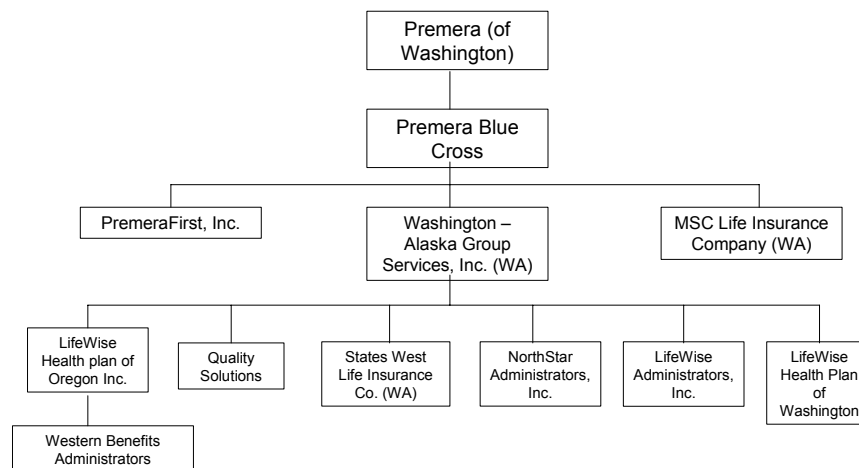 Premera (of
Washington)
Premera Blue
Cross
PremeraFirst, Inc.
Washington –
Alaska Group
Services, Inc. (WA)
MSC Life Insurance
Company (WA)
LifeWise
Health plan of
Oregon Inc.
Quality
Solutions
States West
Life Insurance
Co. (WA)
NorthStar
Administrators,
Inc.
LifeWise
Administrators,
Inc.
LifeWise
Health Plan
of
Washington
Western Benefits
Administrators